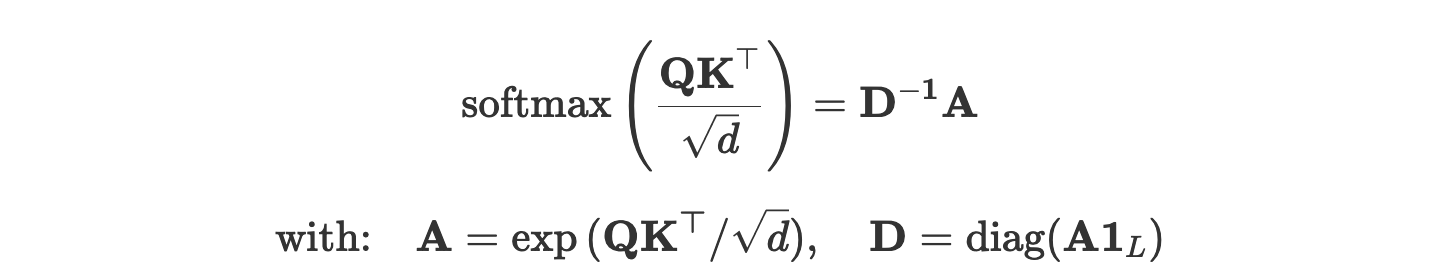 softmax(QK⊤/√d) = D⁻¹A
with: A = exp(QK⊤/√d), D = diag(A1_L)